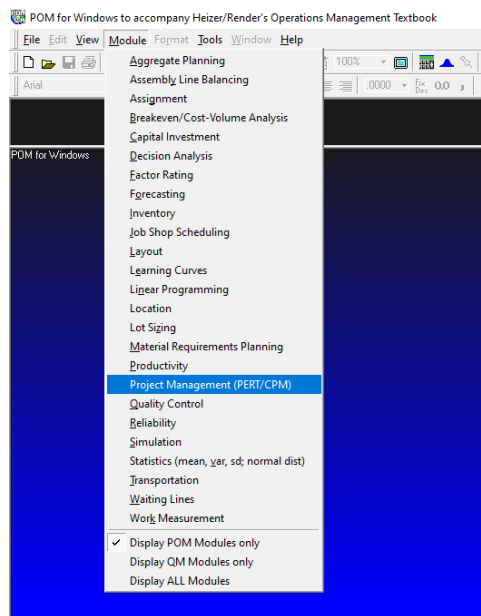 POM for Windows to accompany Heizer/Render's Operations Management Textbook
File Edit View Module Format Tools Window Help
100%
Arial .0000 Fix Dec 0.0 ,
POM for Windows
Aggregate Planning
Assembly Line Balancing
Assignment
Breakeven/Cost-Volume Analysis
Capital Investment
Decision Analysis
Factor Rating
Forecasting
Inventory
Job Shop Scheduling
Layout
Learning Curves
Linear Programming
Location
Lot Sizing
Material Requirements Planning
Productivity
Project Management (PERT/CPM)
Quality Control
Reliability
Simulation
Statistics (mean, var, sd; normal dist)
Transportation
Waiting Lines
Work Measurement
Display POM Modules only
Display QM Modules only
Display ALL Modules